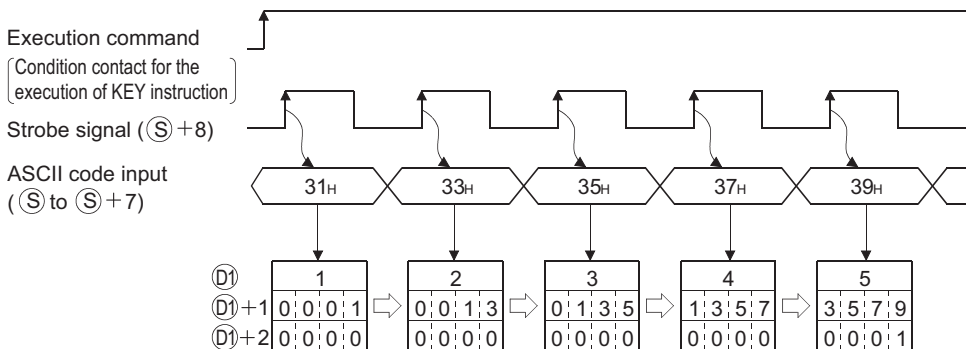 Execution command
Condition contact for the
execution of KEY instruction
Strobe signal (Ⓢ+8)
ASCII code input
(Ⓢ to Ⓢ+7)
31H 33H 35H 37H 39H
D1 1 2 3 4 5
D1+1 0 0 0 1 0 0 1 3 0 1 3 5 1 3 5 7 3 5 7 9
D1+2 0 0 0 0 0 0 0 0 0 0 0 0 0 0 0 0 0 0 0 1